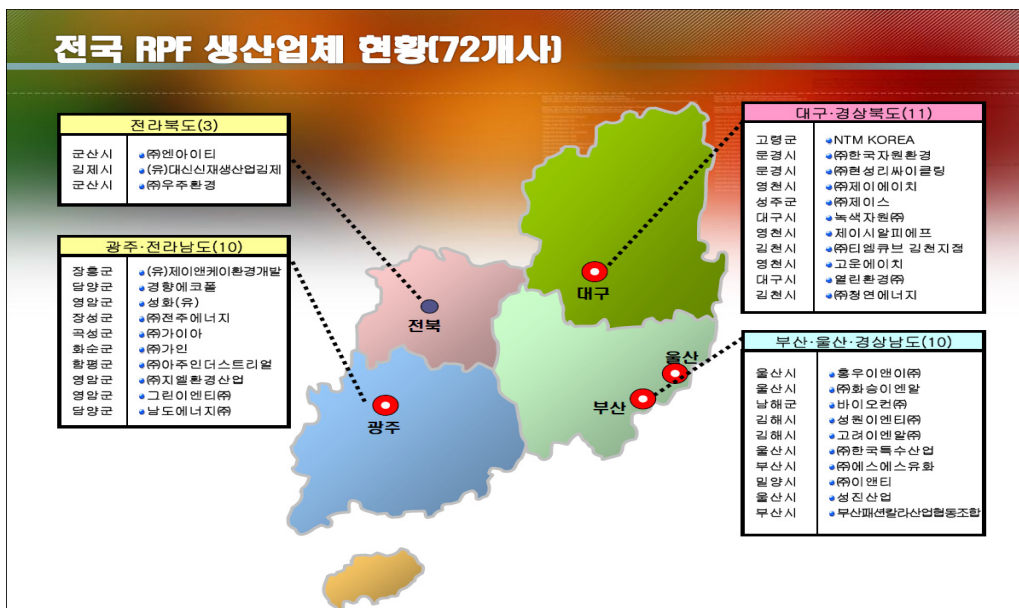 전국 RPF 생산업체 현황(72개사)
전라북도(3)
군산시 ㈜엔아이티
김제시 (유)대신신재생산업김제
군산시 ㈜우주환경
광주·전라남도(10)
장흥군 (유)제이앤케이환경개발
담양군 경향에코폴
영암군 성화(유)
장성군 ㈜전주에너지
곡성군 ㈜가이아
화순군 ㈜가인
함평군 ㈜아주인더스트리얼
영암군 ㈜지엘환경산업
영암군 그린이엔티㈜
담양군 남도에너지㈜
대구·경상북도(11)
고령군 NTM KOREA
문경시 ㈜한국자원환경
문경시 ㈜현성리싸이클링
영천시 ㈜제이에이치
성주군 ㈜제이스
대구시 녹색자원㈜
영천시 제이시알피에프
김천시 ㈜티엠큐브 김천지점
영천시 고운에이치
대구시 열린환경㈜
김천시 ㈜청연에너지
부산·울산·경상남도(10)
울산시 홍우이앤이㈜
울산시 ㈜화승이엔알
남해군 바이오컨㈜
김해시 성원이엔티㈜
김해시 고려이엔알㈜
울산시 ㈜한국특수산업
부산시 ㈜에스에스유화
밀양시 ㈜이앤티
울산시 성진산업
부산시 부산패션칼라산업협동조합
대구
전북
울산
부산
광주